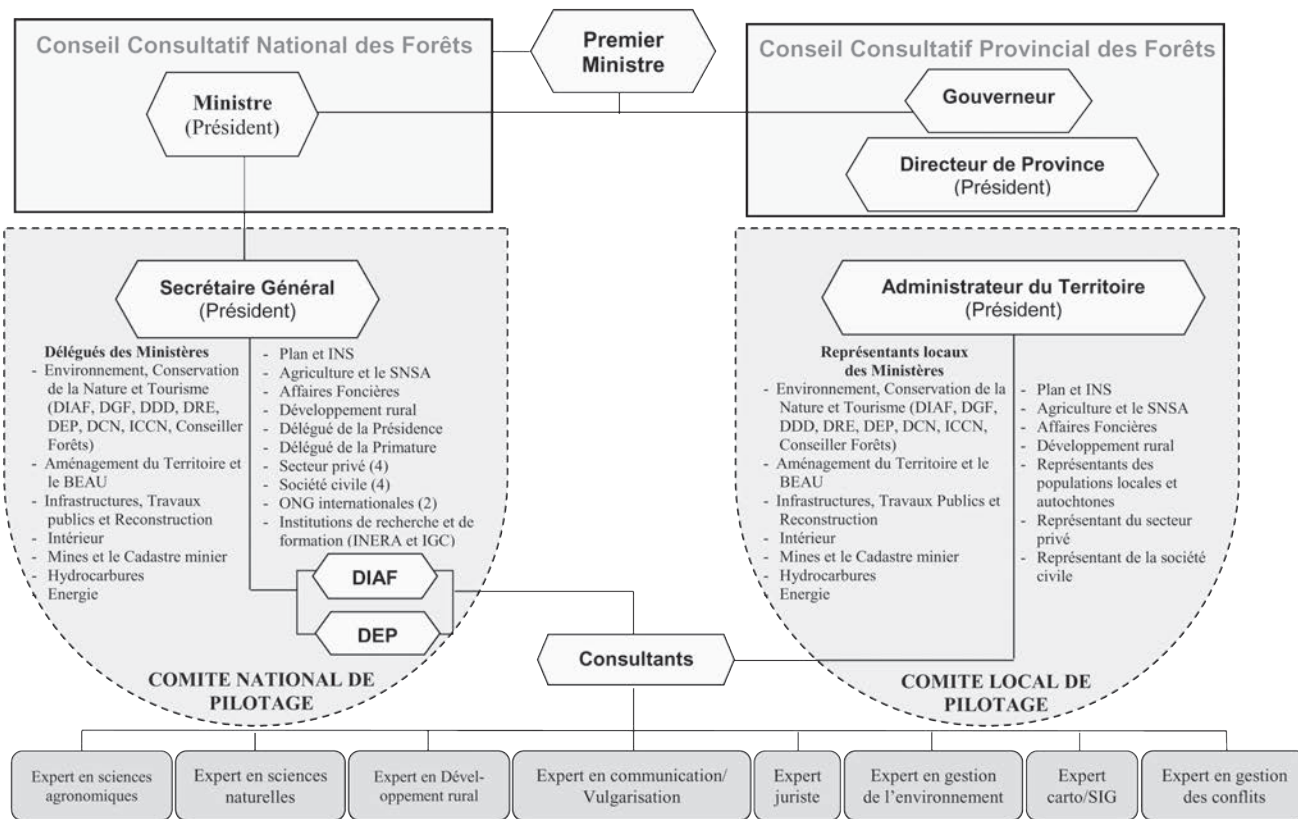 Conseil Consultatif National des Forêts
Premier
Ministre
Conseil Consultatif Provincial des Forêts
Ministre
(Président)
Gouverneur
Directeur de Province
(Président)
Secrétaire Général
(Président)
Délégués des Ministères
- Environnement, Conservation
de la Nature et Tourisme
(DIAF, DGF, DDD, DRE,
DEP, DCN, ICCN, Conseiller
Forêts)
- Aménagement du Territoire et
le BEAU
- Infrastructures, Travaux
publics et Reconstruction
- Intérieur
- Mines et le Cadastre minier
- Hydrocarbures
- Energie
- Plan et INS
- Agriculture et le SNSA
- Affaires Foncières
- Développement rural
- Délégué de la Présidence
- Délégué de la Primature
- Secteur privé (4)
- Société civile (4)
- ONG internationales (2)
- Institutions de recherche et de
formation (INERA et IGC)
DIAF
DEP
COMITE NATIONAL DE
PILOTAGE
Administrateur du Territoire
(Président)
Représentants locaux
des Ministères
- Environnement, Conservation de la
Nature et Tourisme (DIAF, DGF,
DDD, DRE, DEP, DCN, ICCN,
Conseiller Forêts)
- Aménagement du Territoire et le
BEAU
- Infrastructures, Travaux Publics et
Reconstruction
- Intérieur
- Mines et le Cadastre minier
- Hydrocarbures
- Energie
- Plan et INS
- Agriculture et le SNSA
- Affaires Foncières
- Développement rural
- Représentants des
populations locales et
autochtones
- Représentant du secteur
privé
- Représentant de la société
civile
COMITE LOCAL DE
PILOTAGE
Consultants
Expert en sciences
agronomiques
Expert en sciences
naturelles
Expert en Déve-
oppement rural
Expert en communication/
Vulgarisation
Expert
juriste
Expert en gestion
de l'environnement
Expert
carto/SIG
Expert en gestion
des conflits